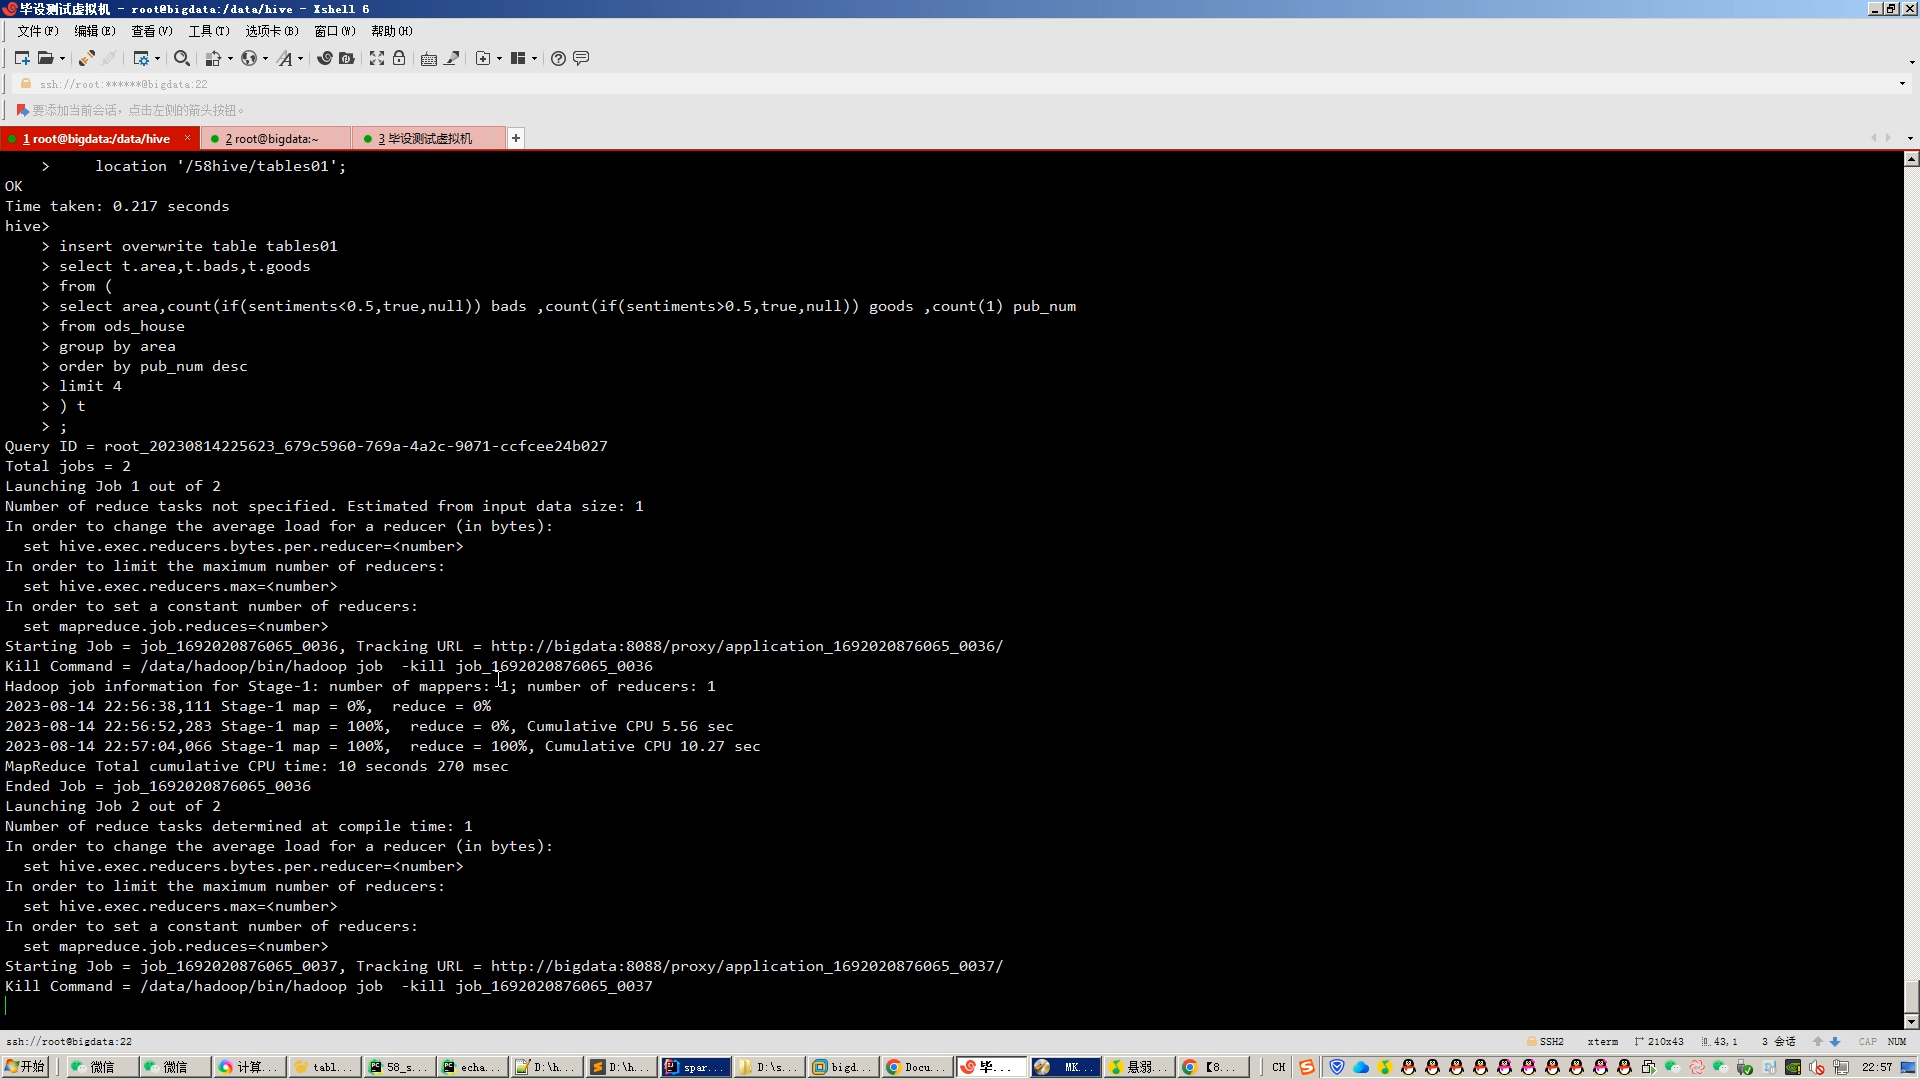 毕设测试虚拟机 - root@bigdata:/data/hive - Xshell 6
文件(F) 编辑(E) 查看(V) 工具(T) 选项卡(B) 窗口(W) 帮助(H)
ssh://root:******@bigdata:22
要添加当前会话，点击左侧的箭头按钮。
1 root@bigdata:/data/hive × 2 root@bigdata:~ 3 毕设测试虚拟机 +
> location '/58hive/tables01';
OK
Time taken: 0.217 seconds
hive>
> insert overwrite table tables01
> select t.area,t.bads,t.goods
> from (
> select area,count(if(sentiments<0.5,true,null)) bads ,count(if(sentiments>0.5,true,null)) goods ,count(1) pub_num
> from ods_house
> group by area
> order by pub_num desc
> limit 4
> ) t
> ;
Query ID = root_20230814225623_679c5960-769a-4a2c-9071-ccfcee24b027
Total jobs = 2
Launching Job 1 out of 2
Number of reduce tasks not specified. Estimated from input data size: 1
In order to change the average load for a reducer (in bytes):
set hive.exec.reducers.bytes.per.reducer=<number>
In order to limit the maximum number of reducers:
set hive.exec.reducers.max=<number>
In order to set a constant number of reducers:
set mapreduce.job.reduces=<number>
Starting Job = job_1692020876065_0036, Tracking URL = http://bigdata:8088/proxy/application_1692020876065_0036/
Kill Command = /data/hadoop/bin/hadoop job  -kill job_1692020876065_0036
Hadoop job information for Stage-1: number of mappers: 1; number of reducers: 1
2023-08-14 22:56:38,111 Stage-1 map = 0%,  reduce = 0%
2023-08-14 22:56:52,283 Stage-1 map = 100%,  reduce = 0%, Cumulative CPU 5.56 sec
2023-08-14 22:57:04,066 Stage-1 map = 100%,  reduce = 100%, Cumulative CPU 10.27 sec
MapReduce Total cumulative CPU time: 10 seconds 270 msec
Ended Job = job_1692020876065_0036
Launching Job 2 out of 2
Number of reduce tasks determined at compile time: 1
In order to change the average load for a reducer (in bytes):
set hive.exec.reducers.bytes.per.reducer=<number>
In order to limit the maximum number of reducers:
set hive.exec.reducers.max=<number>
In order to set a constant number of reducers:
set mapreduce.job.reduces=<number>
Starting Job = job_1692020876065_0037, Tracking URL = http://bigdata:8088/proxy/application_1692020876065_0037/
Kill Command = /data/hadoop/bin/hadoop job  -kill job_1692020876065_0037
ssh://root@bigdata:22 SSH2 xterm 210x43 43,1 3 会话 CAP NUM
开始 微信 微信 计算... tabl... 58_s... echa... D:\h... D:\h... spar... D:\s... bigd... Docu... 毕... MK... 悬弱... 【8... CH 22:57